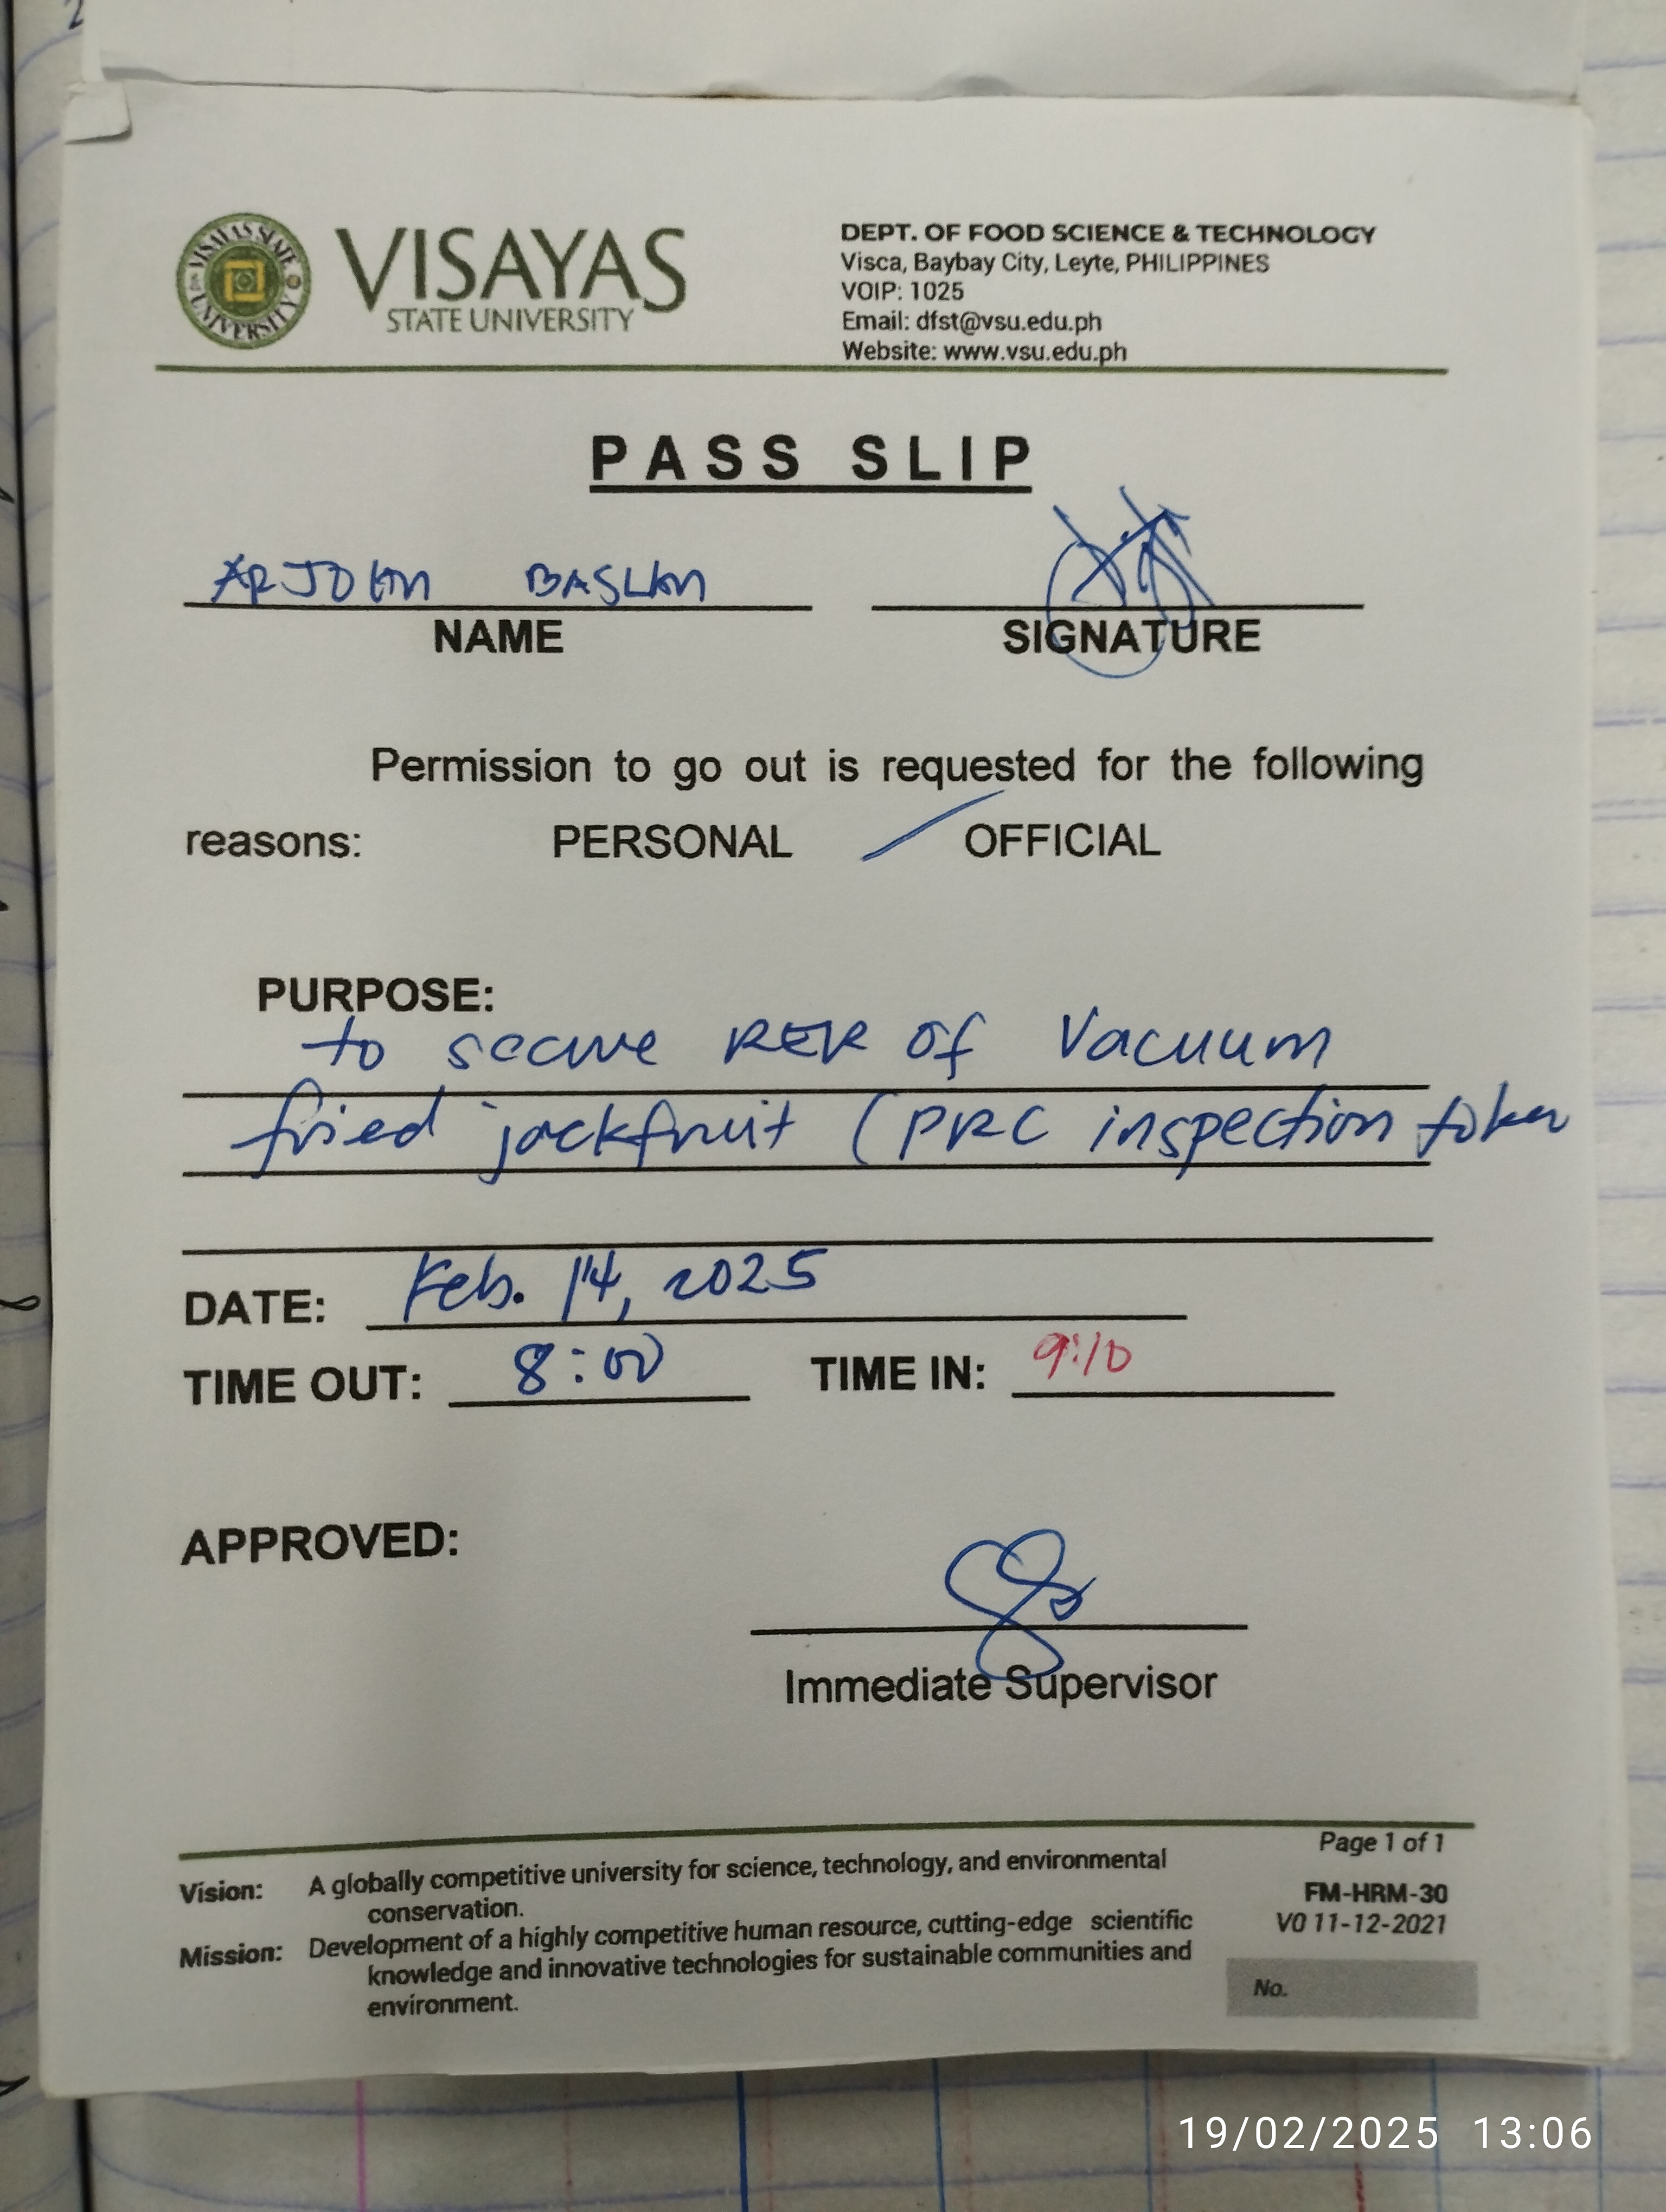 VISAYAS
STATE UNIVERSITY
VISAYAS STATE UNIVERSITY
DEPT. OF FOOD SCIENCE & TECHNOLOGY
Visca, Baybay City, Leyte, PHILIPPINES
VOIP: 1025
Email: dfst@vsu.edu.ph
Website: www.vsu.edu.ph
PASS SLIP
ARJOHN
NAME
SIGNATURE
Permission to go out is requested for the following
reasons: PERSONAL OFFICIAL
PURPOSE:
to secure of Vacuum
fried jackfruit (PRC inspection
DATE: Feb. 14, 2025
TIME OUT: 8:00 TIME IN: 9:10
APPROVED:
Immediate Supervisor
Vision: A globally competitive university for science, technology, and environmental
conservation.
Mission: Development of a highly competitive human resource, cutting-edge scientific
knowledge and innovative technologies for sustainable communities and
environment.
Page 1 of 1
FM-HRM-30
V0 11-12-2021
No.
19/02/2025 13:06